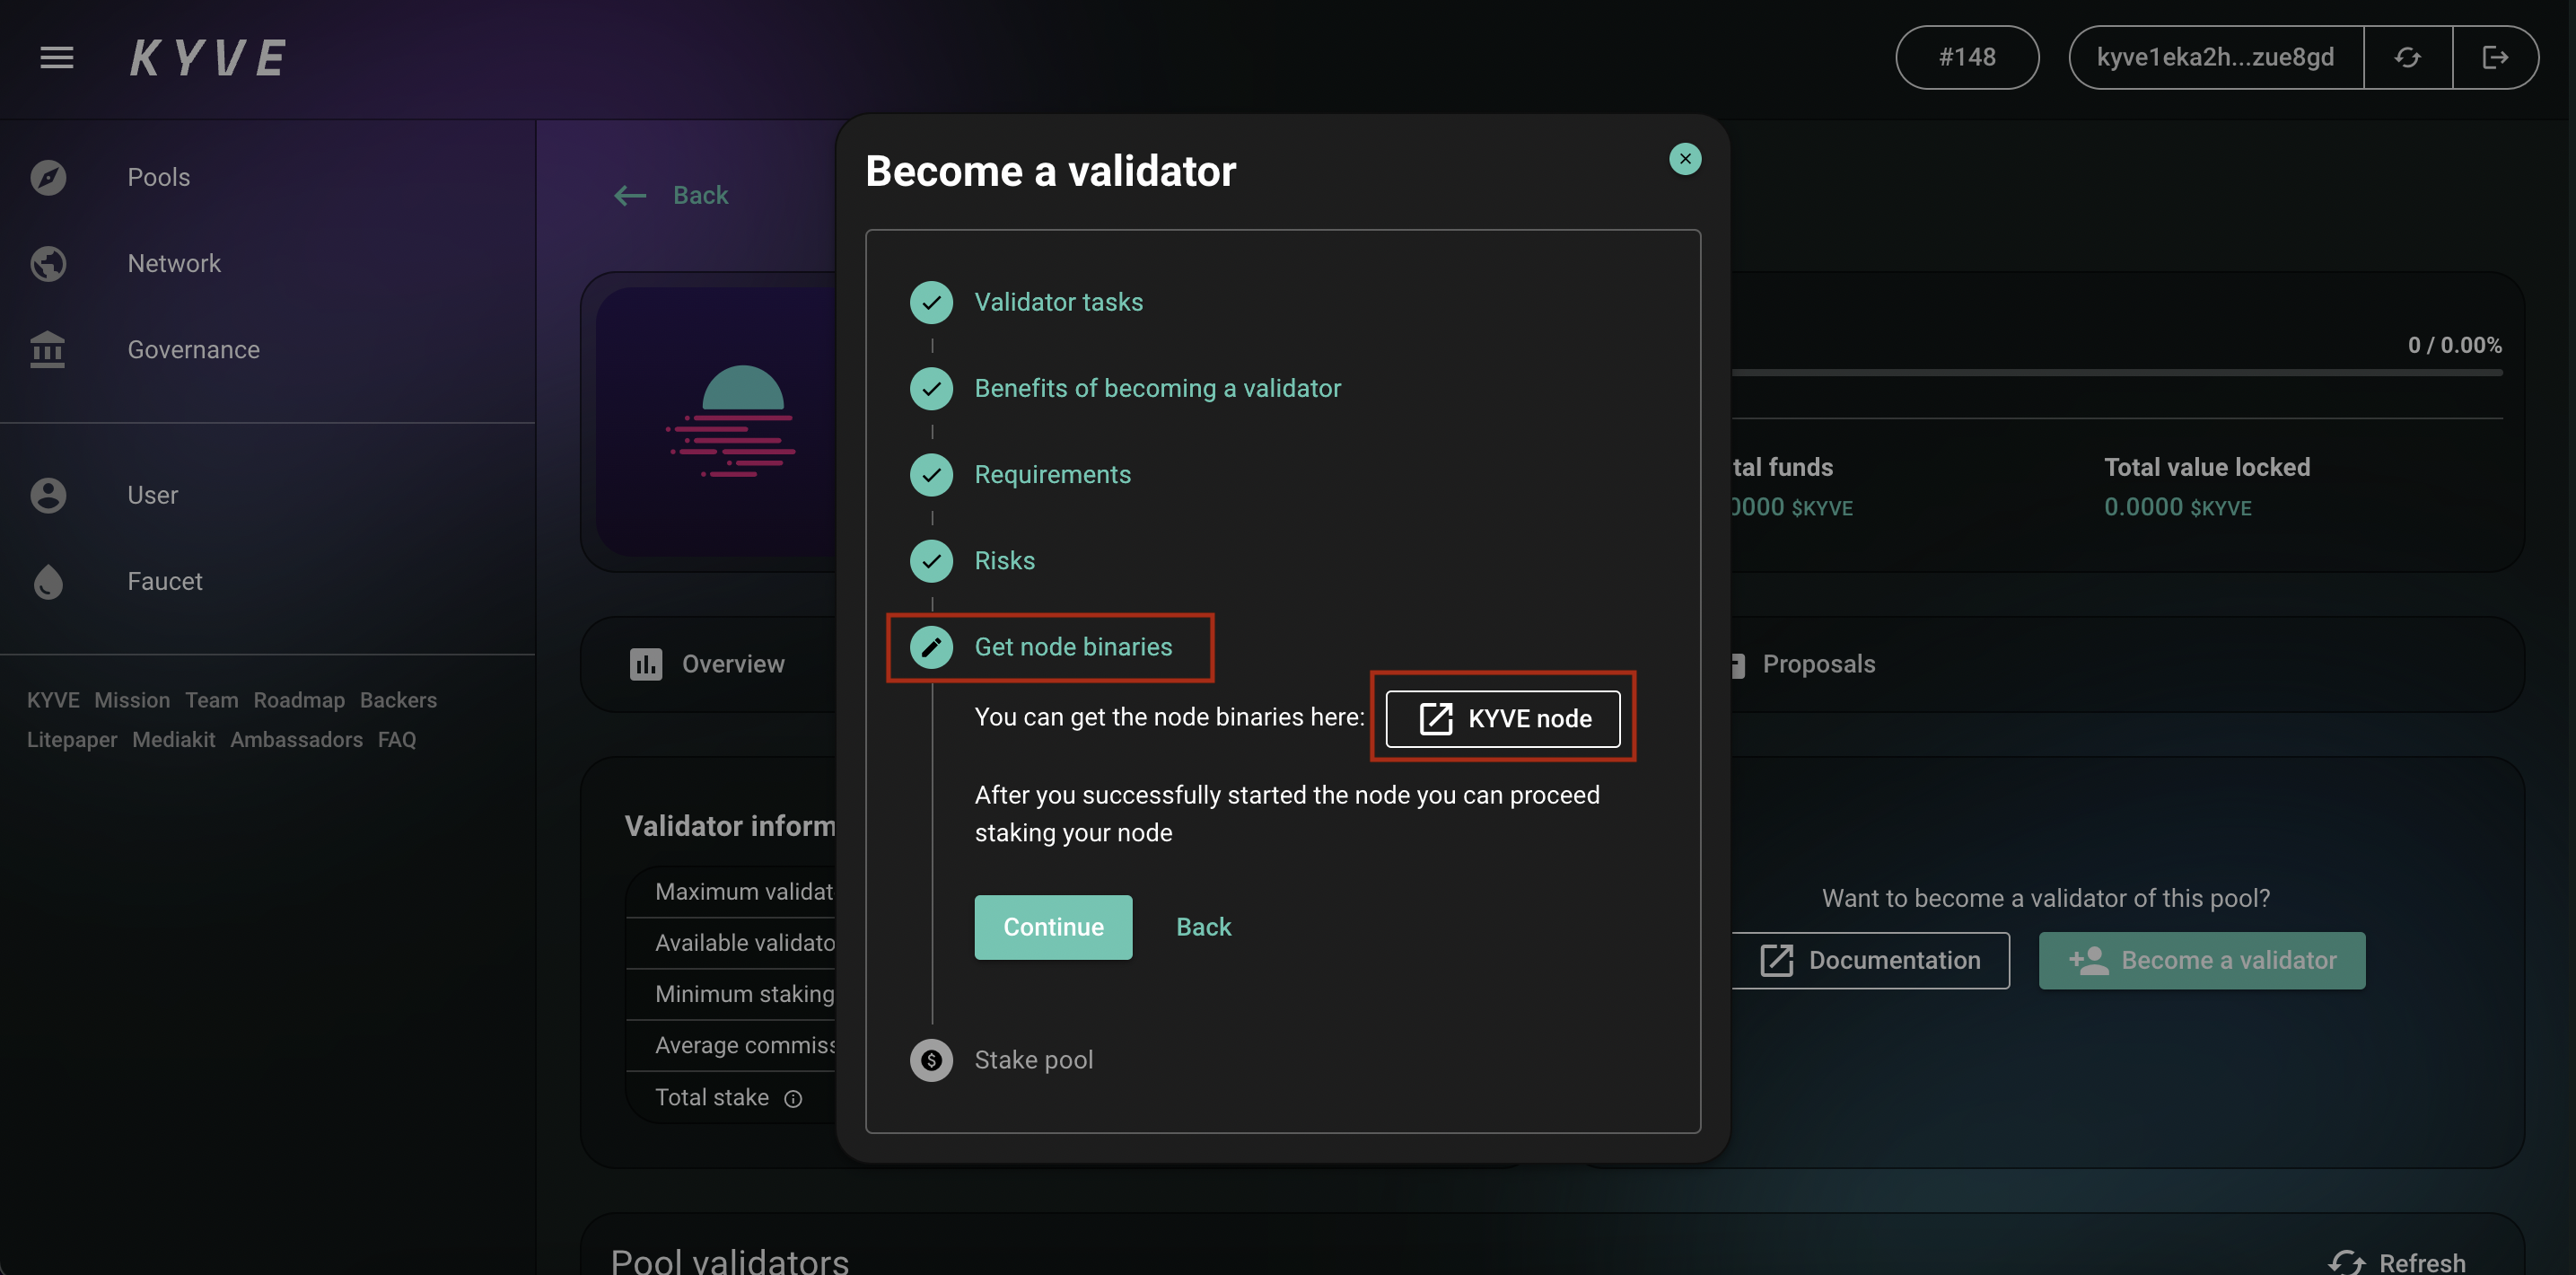 KYVE
#148
kyve1eka2h...zue8gd
Pools
Network
Governance
User
Faucet
KYVE Mission Team Roadmap Backers
Litepaper Mediakit Ambassadors FAQ
Back
Become a validator
Validator tasks
Benefits of becoming a validator
Requirements
Risks
Get node binaries
You can get the node binaries here: KYVE node
After you successfully started the node you can proceed
staking your node
Continue Back
Stake pool
0 / 0.00%
tal funds
0000 $KYVE
Total value locked
0.0000 $KYVE
Overview
Proposals
Validator inform
Maximum validat
Available validato
Minimum staking
Average commiss
Total stake
Want to become a validator of this pool?
Documentation
Become a validator
Pool validators
Refresh